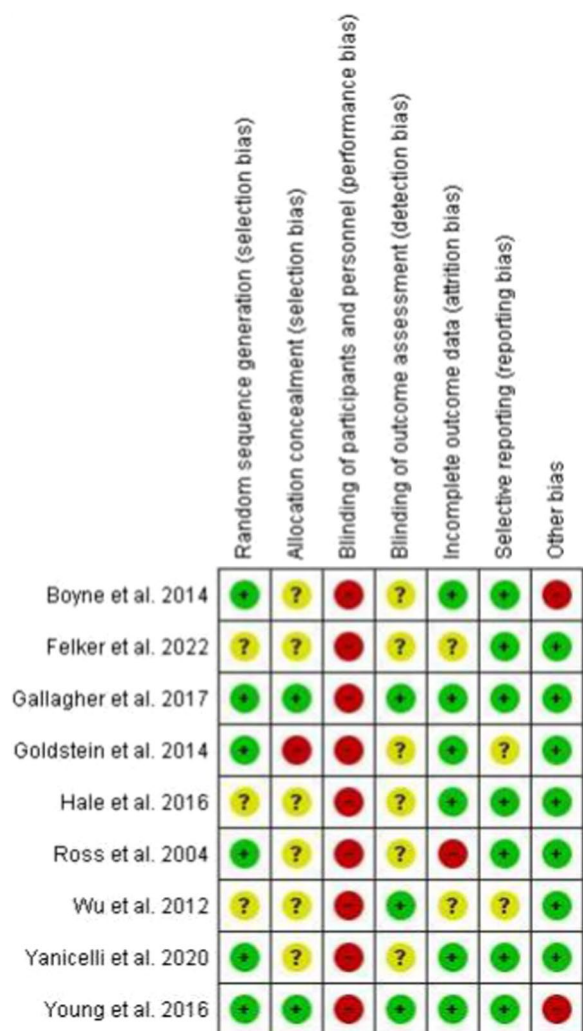 Random sequence generation (selection bias)
Allocation concealment (selection bias)
Blinding of participants and personnel (performance bias)
Blinding of outcome assessment (detection bias)
Incomplete outcome data (attrition bias)
Selective reporting (reporting bias)
Other bias
Boyne et al. 2014 + ? - ? + + -
Felker et al. 2022 ? ? - ? ? + +
Gallagher et al. 2017 + + - + + + +
Goldstein et al. 2014 + - - ? + ? +
Hale et al. 2016 ? ? - ? + + +
Ross et al. 2004 + ? - ? - + +
Wu et al. 2012 ? ? - + ? ? +
Yanicelli et al. 2020 + ? - ? + + +
Young et al. 2016 + + - + + + -